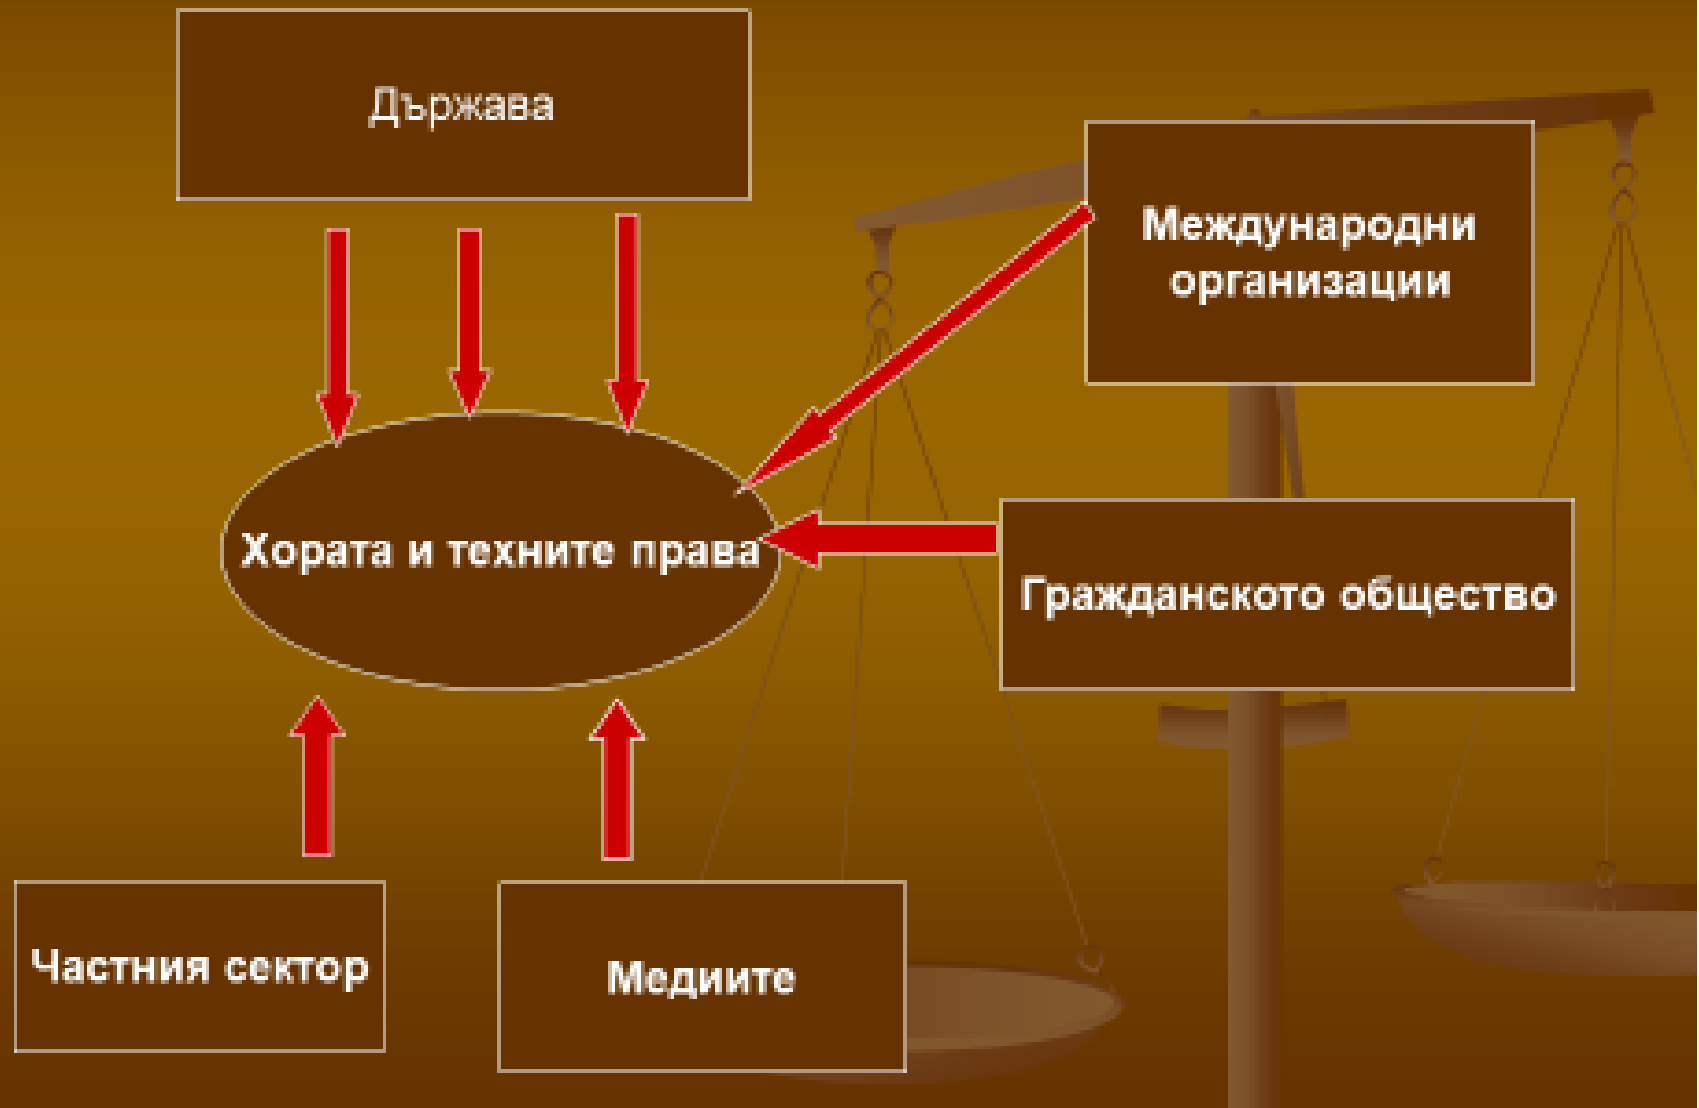 Държава
Международни
организации
Хората и техните права
Гражданското общество
Частния сектор
Медиите